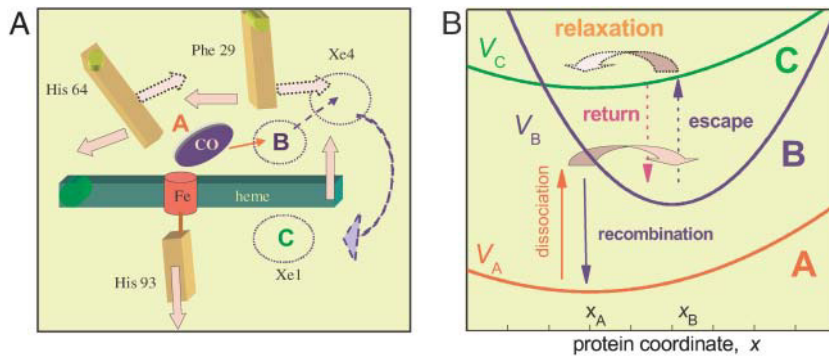 A
Phe 29
Xe4
His 64
A
CO
B
Fe
heme
C
His 93
Xe1
B
relaxation
V_C
C
return
escape
V_B
B
dissociation
recombination
V_A
A
x_A
x_B
protein coordinate, x